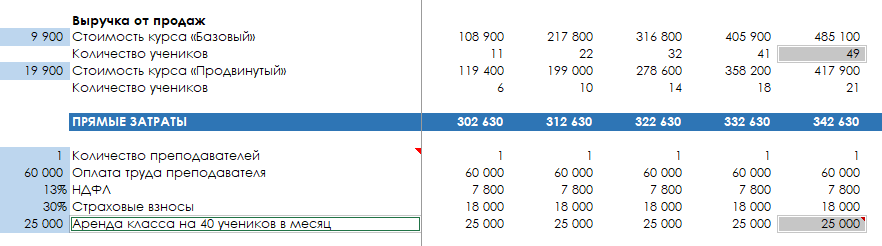 Выручка от продаж
9 900 Стоимость курса «Базовый» 108 900 217 800 316 800 405 900 485 100
Количество учеников 11 22 32 41 49
19 900 Стоимость курса «Продвинутый» 119 400 199 000 278 600 358 200 417 900
Количество учеников 6 10 14 18 21
ПРЯМЫЕ ЗАТРАТЫ 302 630 312 630 322 630 332 630 342 630
1 Количество преподавателей 1 1 1 1 1
60 000 Оплата труда преподавателя 60 000 60 000 60 000 60 000 60 000
13% НДФЛ 7 800 7 800 7 800 7 800 7 800
30% Страховые взносы 18 000 18 000 18 000 18 000 18 000
25 000 Аренда класса на 40 учеников в месяц 25 000 25 000 25 000 25 000 25 000